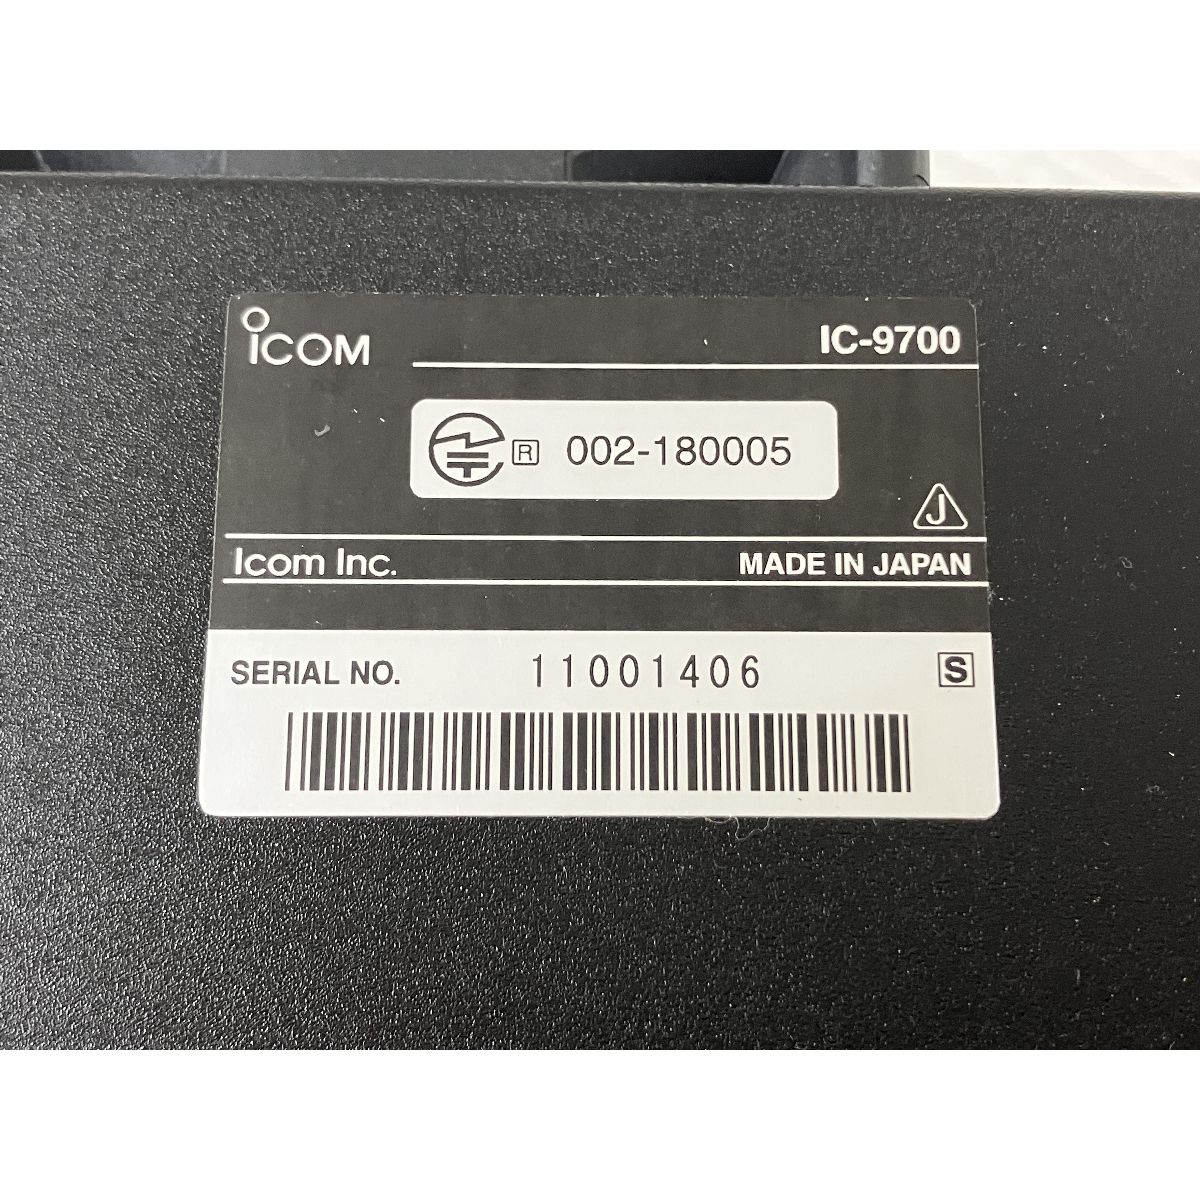 ICOM
IC-9700
R 002-180005
J
Icom Inc.
MADE IN JAPAN
SERIAL NO. 11001406 S